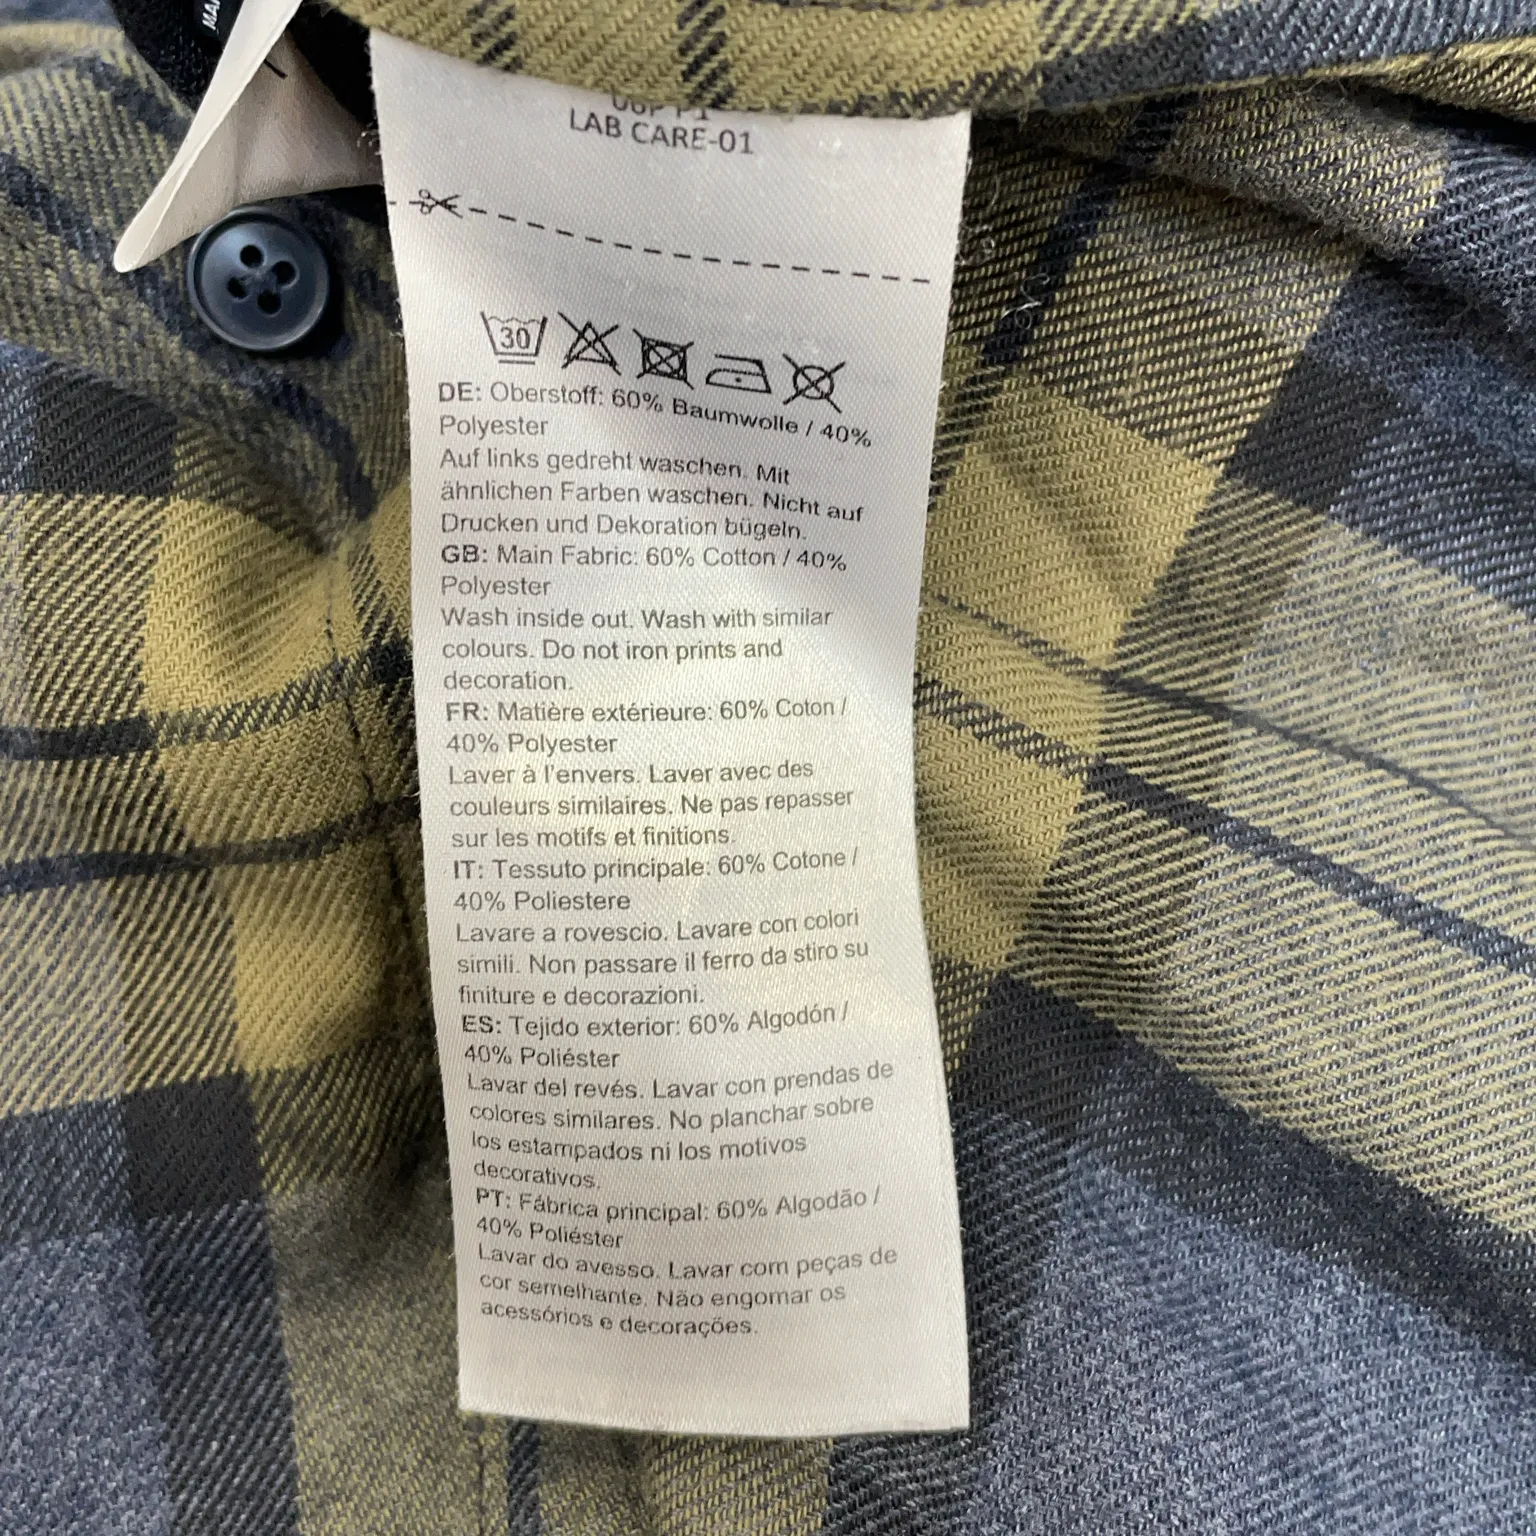 MA
LAB CARE-01
30
DE: Oberstoff: 60% Baumwolle / 40%
Polyester
Auf links gedreht waschen. Mit
ähnlichen Farben waschen. Nicht auf
Drucken und Dekoration bügeln.
GB: Main Fabric: 60% Cotton / 40%
Polyester
Wash inside out. Wash with similar
colours. Do not iron prints and
decoration.
FR: Matière extérieure: 60% Coton /
40% Polyester
Laver à l'envers. Laver avec des
couleurs similaires. Ne pas repasser
sur les motifs et finitions.
IT: Tessuto principale: 60% Cotone /
40% Poliestere
Lavare a rovescio. Lavare con colori
simili. Non passare il ferro da stiro su
finiture e decorazioni.
ES: Tejido exterior: 60% Algodón /
40% Poliéster
Lavar del revés. Lavar con prendas de
colores similares. No planchar sobre
los estampados ni los motivos
decorativos.
PT: Fábrica principal: 60% Algodão /
40% Poliéster
Lavar do avesso. Lavar com peças de
cor semelhante. Não engomar os
acessórios e decorações.